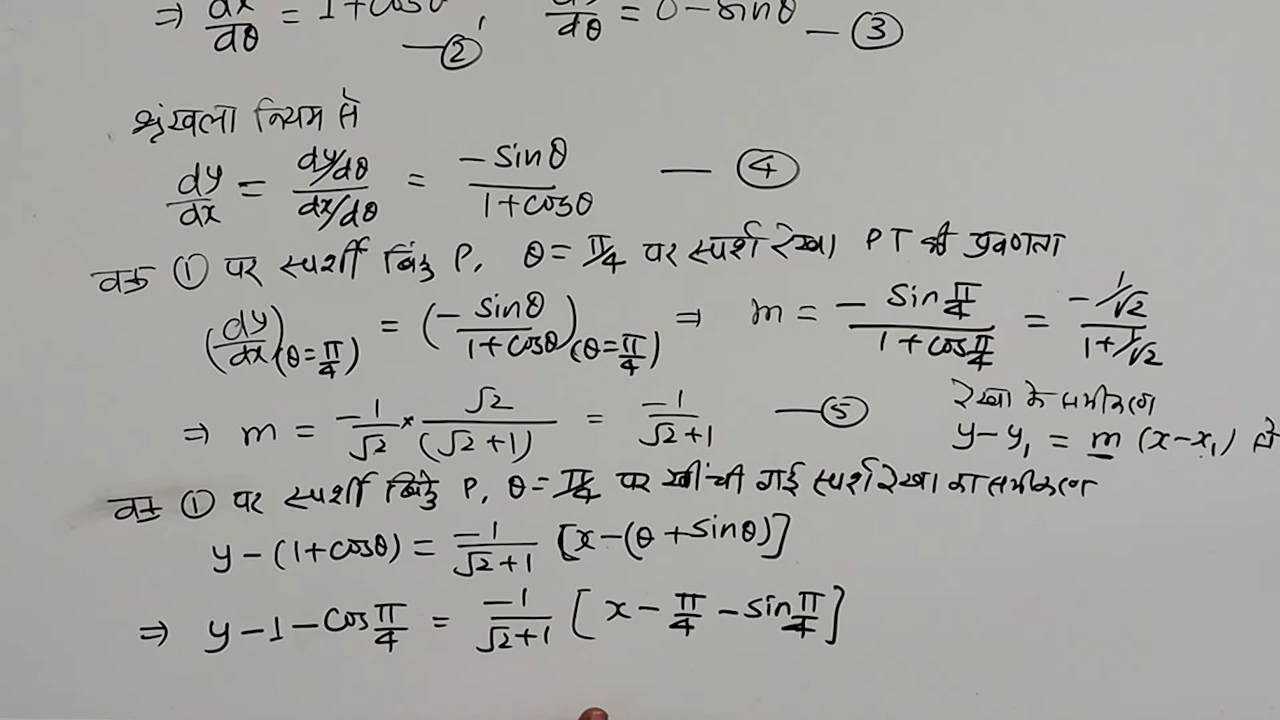 ⇒ dx/dθ = 1+cosθ —②, dy/dθ = 0-sinθ —③
श्रृंखला नियम से
dy/dx = (dy/dθ)/(dx/dθ) = -sinθ/(1+cosθ) —④
वक्र ① पर स्पर्शी बिंदु P, θ=π/4 पर स्पर्श रेखा PT की प्रवणता
(dy/dx)(θ=π/4) = (-sinθ/(1+cosθ))(θ=π/4) ⇒ m = -sin π/4/(1+cos π/4) = (-1/√2)/(1+1/√2)
⇒ m = -1/√2 × √2/(√2+1) = -1/(√2+1) —⑤
रेखा के समीकरण
y-y₁ = m (x-x₁) से
वक्र ① पर स्पर्शी बिंदु P, θ=π/4 पर खींची गई स्पर्श रेखा का समीकरण
y-(1+cosθ) = -1/(√2+1) [x-(θ+sinθ)]
⇒ y-1-cos π/4 = -1/(√2+1) [x - π/4 - sin π/4]